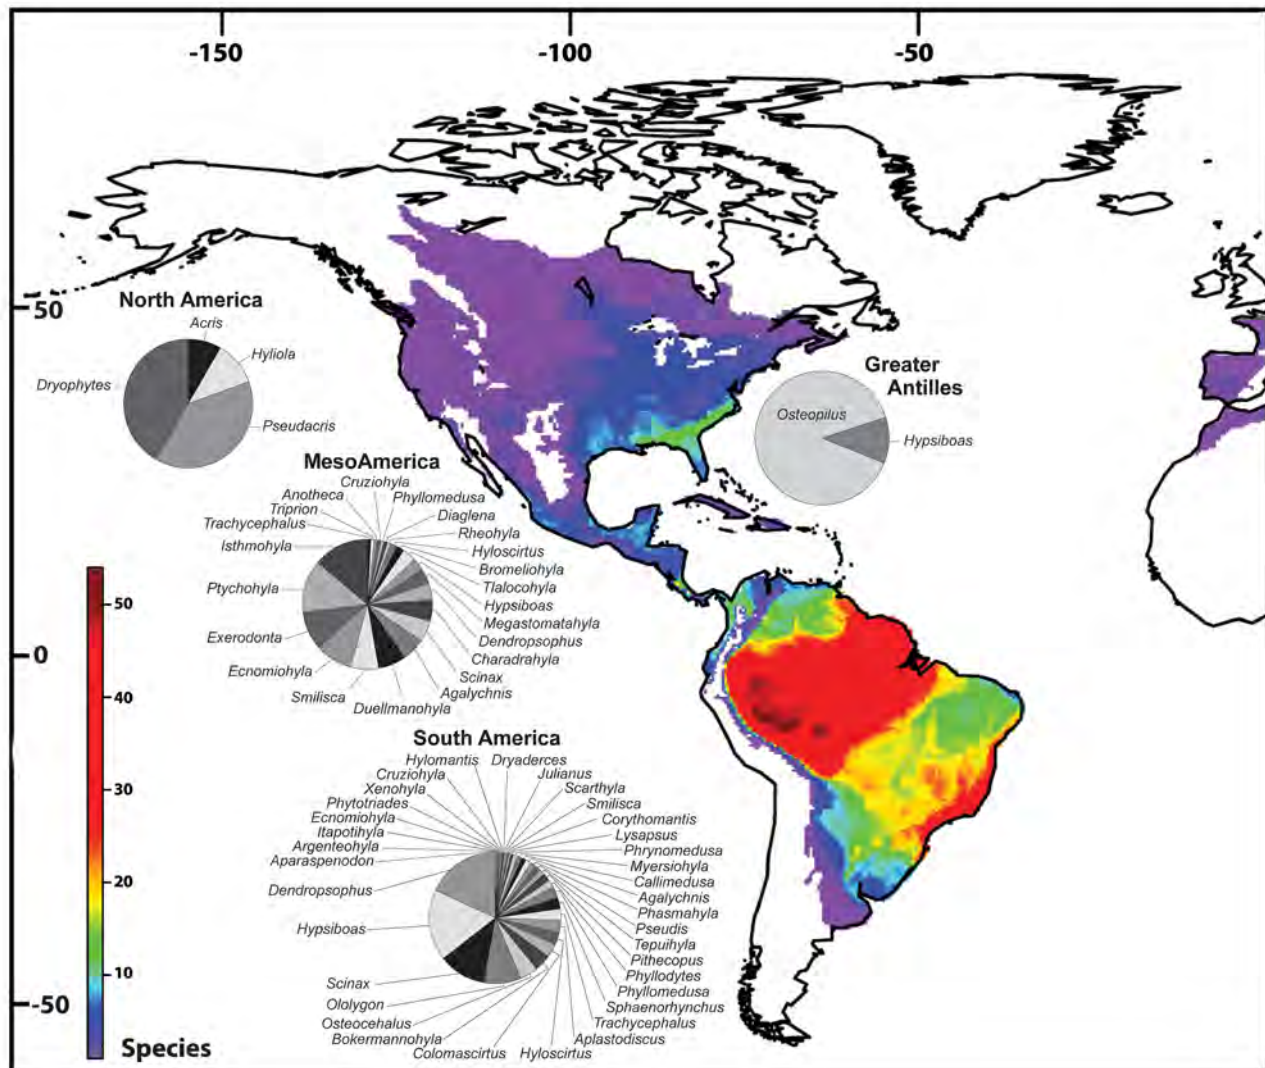 -150
-100
-50
50
0
-50
North America
Acris
Hyliola
Dryophytes
Pseudacris
Greater
Antilles
Osteopilus
Hypsiboas
MesoAmerica
Cruziohyla
Anotheca
Phyllomedusa
Triprion
Diaglena
Trachycephalus
Rheohyla
Isthmohyla
Hyloscirtus
Bromeliohyla
Ptychohyla
Tlalocohyla
Hypsiboas
Megastomatahyla
Exerodonta
Dendropsophus
Charadrahyla
Ecnomiohyla
Scinax
Smilisca
Agalychnis
Duellmanohyla
South America
Hylomantis
Dryaderces
Cruziohyla
Julianus
Xenohyla
Scarthyla
Phytotriades
Smilisca
Ecnomiohyla
Corythomantis
Itapotihyla
Lysapsus
Argenteohyla
Phrynomedusa
Aparaspenodon
Myersiohyla
Callimedusa
Dendropsophus
Agalychnis
Phasmahyla
Hypsiboas
Pseudis
Tepuihyla
Pithecopus
Phyllodytes
Scinax
Phyllomedusa
Ololygon
Sphaenorhynchus
Osteocehalus
Trachycephalus
Bokermannohyla
Aplastodiscus
Colomascirtus
Hyloscirtus
50
40
30
20
10
Species